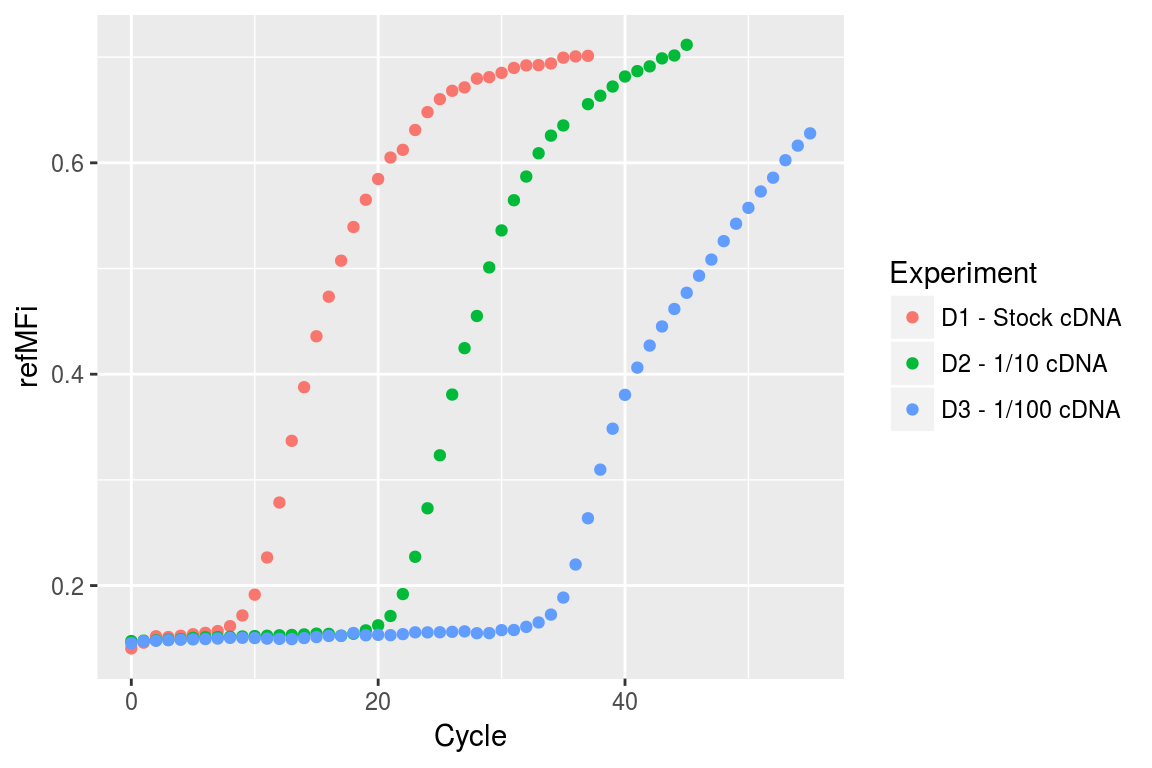 0.6
0.4
0.2
refMFi
0
20
40
Cycle
Experiment
D1 - Stock cDNA
D2 - 1/10 cDNA
D3 - 1/100 cDNA